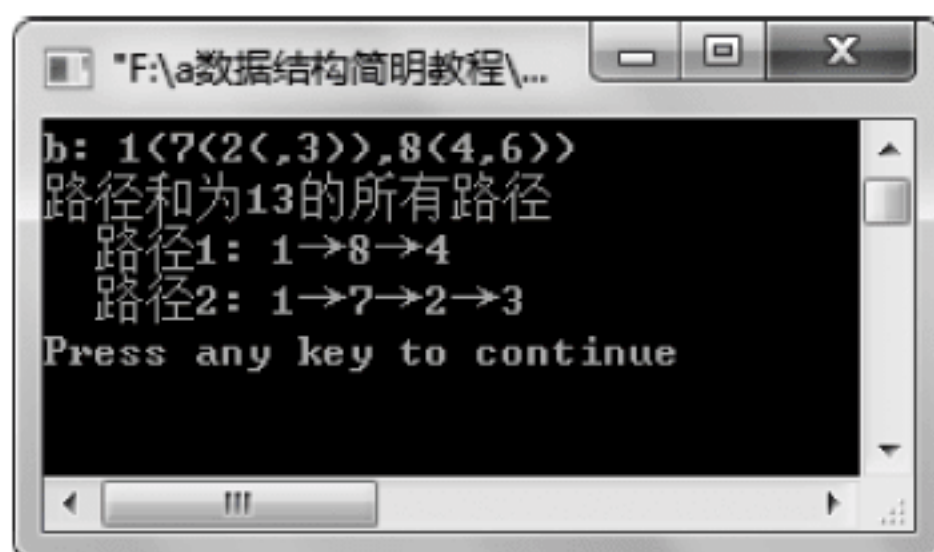 "F:\a数据结构简明教程\...
b: 1(7(2(,3)),8(4,6))
路径和为13的所有路径
路径1: 1→8→4
路径2: 1→7→2→3
Press any key to continue